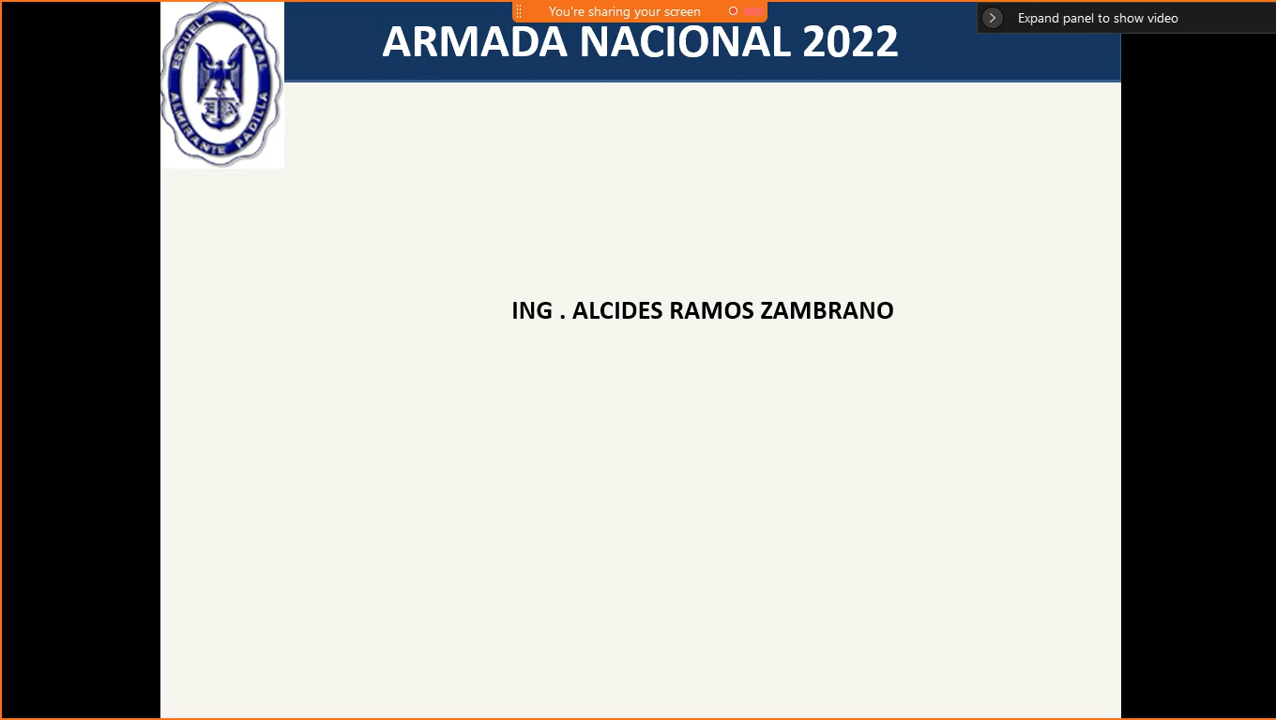 You're sharing your screen
Expand panel to show video
ARMADA NACIONAL 2022
ESCUELA NAVAL
ALMIRANTE PADILLA
ING . ALCIDES RAMOS ZAMBRANO